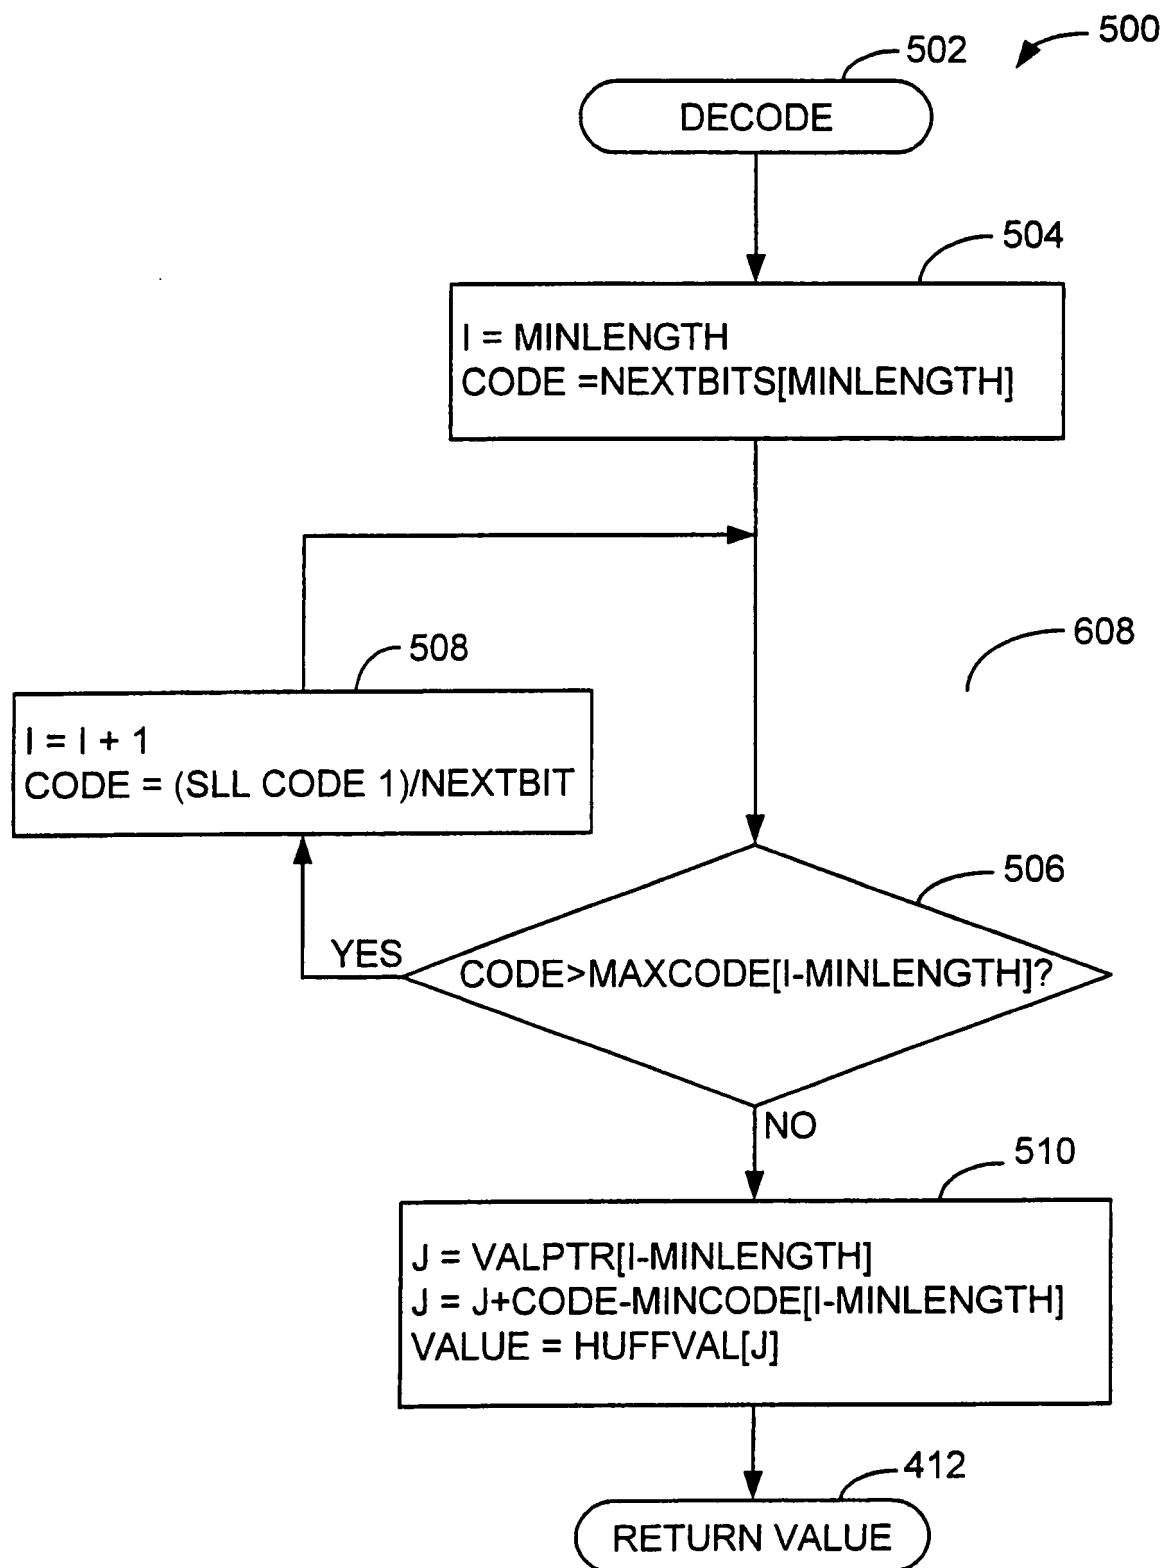 500
502
DECODE
504
I = MINLENGTH
CODE =NEXTBITS[MINLENGTH]
608
508
I = I + 1
CODE = (SLL CODE 1)/NEXTBIT
506
YES
CODE>MAXCODE[I-MINLENGTH]?
NO
510
J = VALPTR[I-MINLENGTH]
J = J+CODE-MINCODE[I-MINLENGTH]
VALUE = HUFFVAL[J]
412
RETURN VALUE